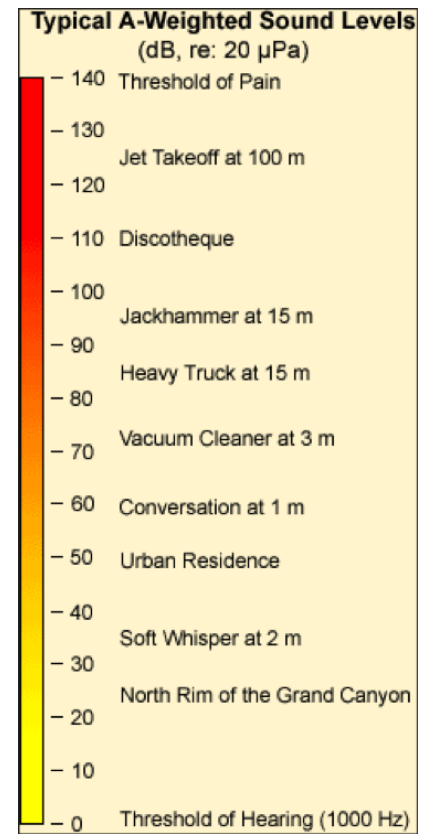 Typical A-Weighted Sound Levels
(dB, re: 20 µPa)
140 Threshold of Pain
130
Jet Takeoff at 100 m
120
110 Discotheque
100
Jackhammer at 15 m
90
Heavy Truck at 15 m
80
Vacuum Cleaner at 3 m
70
60 Conversation at 1 m
50 Urban Residence
40
Soft Whisper at 2 m
30
North Rim of the Grand Canyon
20
10
0 Threshold of Hearing (1000 Hz)